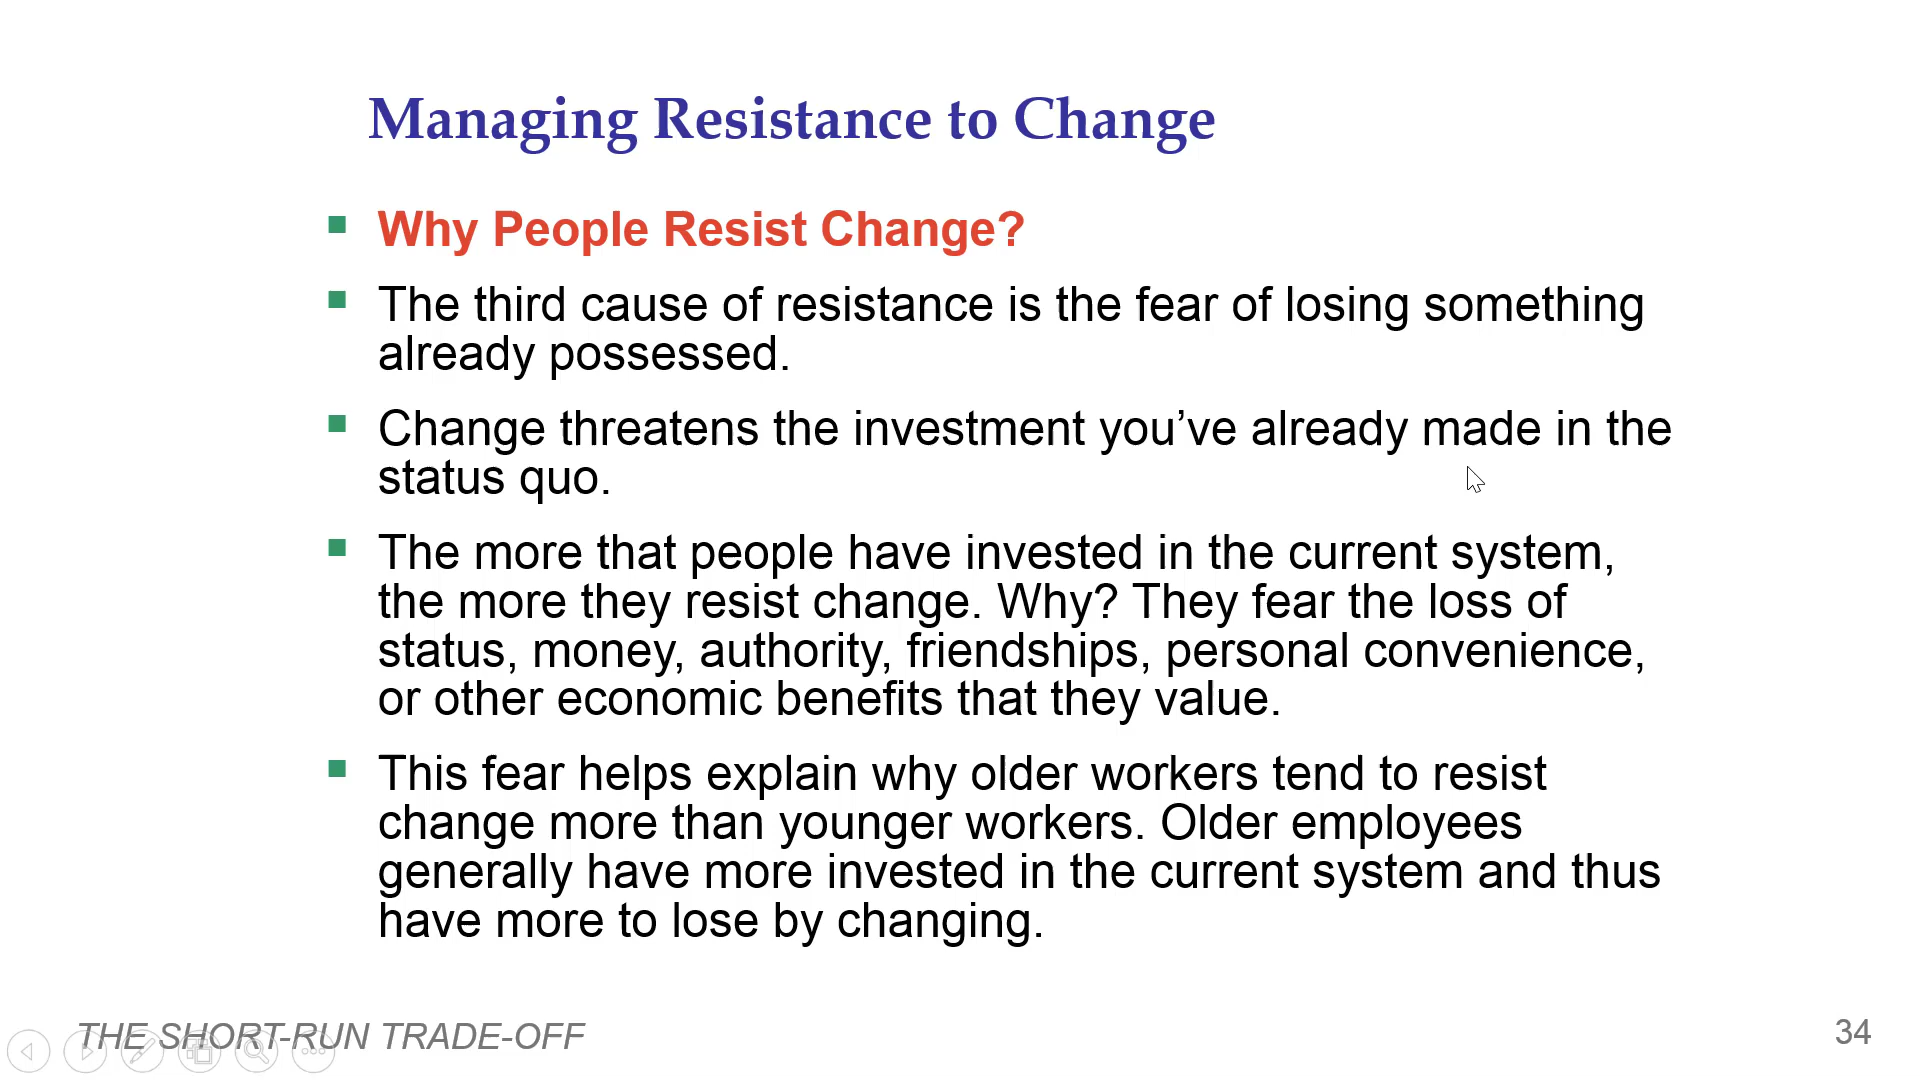 Managing Resistance to Change
Why People Resist Change?
The third cause of resistance is the fear of losing something
already possessed.
Change threatens the investment you’ve already made in the
status quo.
The more that people have invested in the current system,
the more they resist change. Why? They fear the loss of
status, money, authority, friendships, personal convenience,
or other economic benefits that they value.
This fear helps explain why older workers tend to resist
change more than younger workers. Older employees
generally have more invested in the current system and thus
have more to lose by changing.
THE SHORT-RUN TRADE-OFF
34